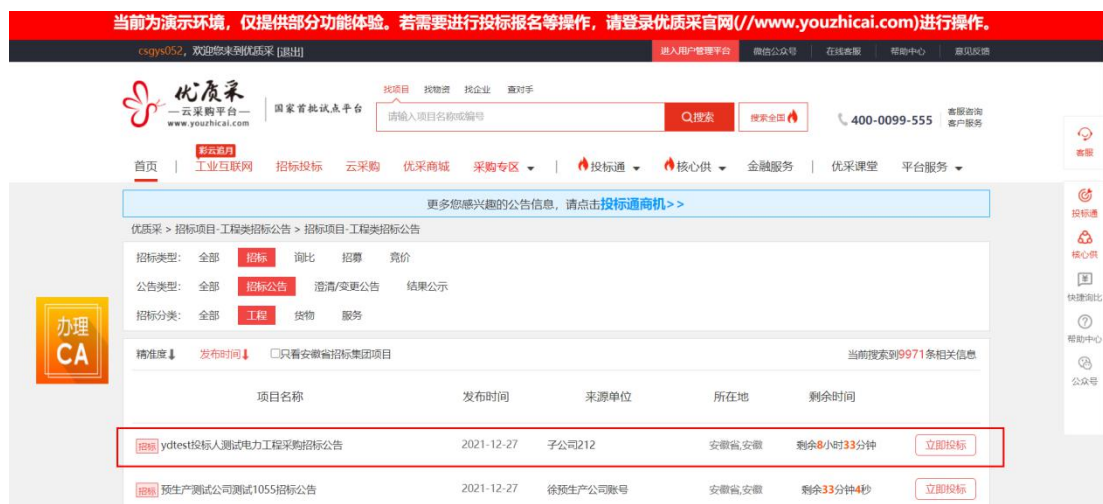 当前为演示环境，仅提供部分功能体验。若需要进行投标报名等操作，请登录优质采官网(//www.youzhicai.com)进行操作。
csgys052，欢迎您来到优质采 [退出] 进入用户管理平台 微信公众号 在线客服 帮助中心 意见反馈
找项目 找物资 找企业 查对手
优质采
云采购平台
www.youzhicai.com
国家首批试点平台
请输入项目名称或编号 搜索 搜索全国
400-0099-555 客服咨询
客户服务
彩云追月
首页 | 工业互联网 招标投标 云采购 优采商城 采购专区 | 投标通 核心供 金融服务 | 优采课堂 平台服务
客服
更多您感兴趣的公告信息，请点击投标通商机>>
优质采 > 招标项目-工程类招标公告 > 招标项目-工程类招标公告
招标类型: 全部 招标 询比 招募 竞价
公告类型: 全部 招标公告 澄清/变更公告 结果公示
招标分类: 全部 工程 货物 服务
办理
CA
投标通
核心供
快捷询比
帮助中心
公众号
精准度 发布时间 只看安徽省招标集团项目 当前搜索到9971条相关信息
项目名称 发布时间 来源单位 所在地 剩余时间
招标 ydtest投标人测试电力工程采购招标公告 2021-12-27 子公司212 安徽省,安徽 剩余8小时33分钟 立即投标
招标 预生产测试公司测试1055招标公告 2021-12-27 徐预生产公司账号 安徽省,安徽 剩余33分钟4秒 立即投标